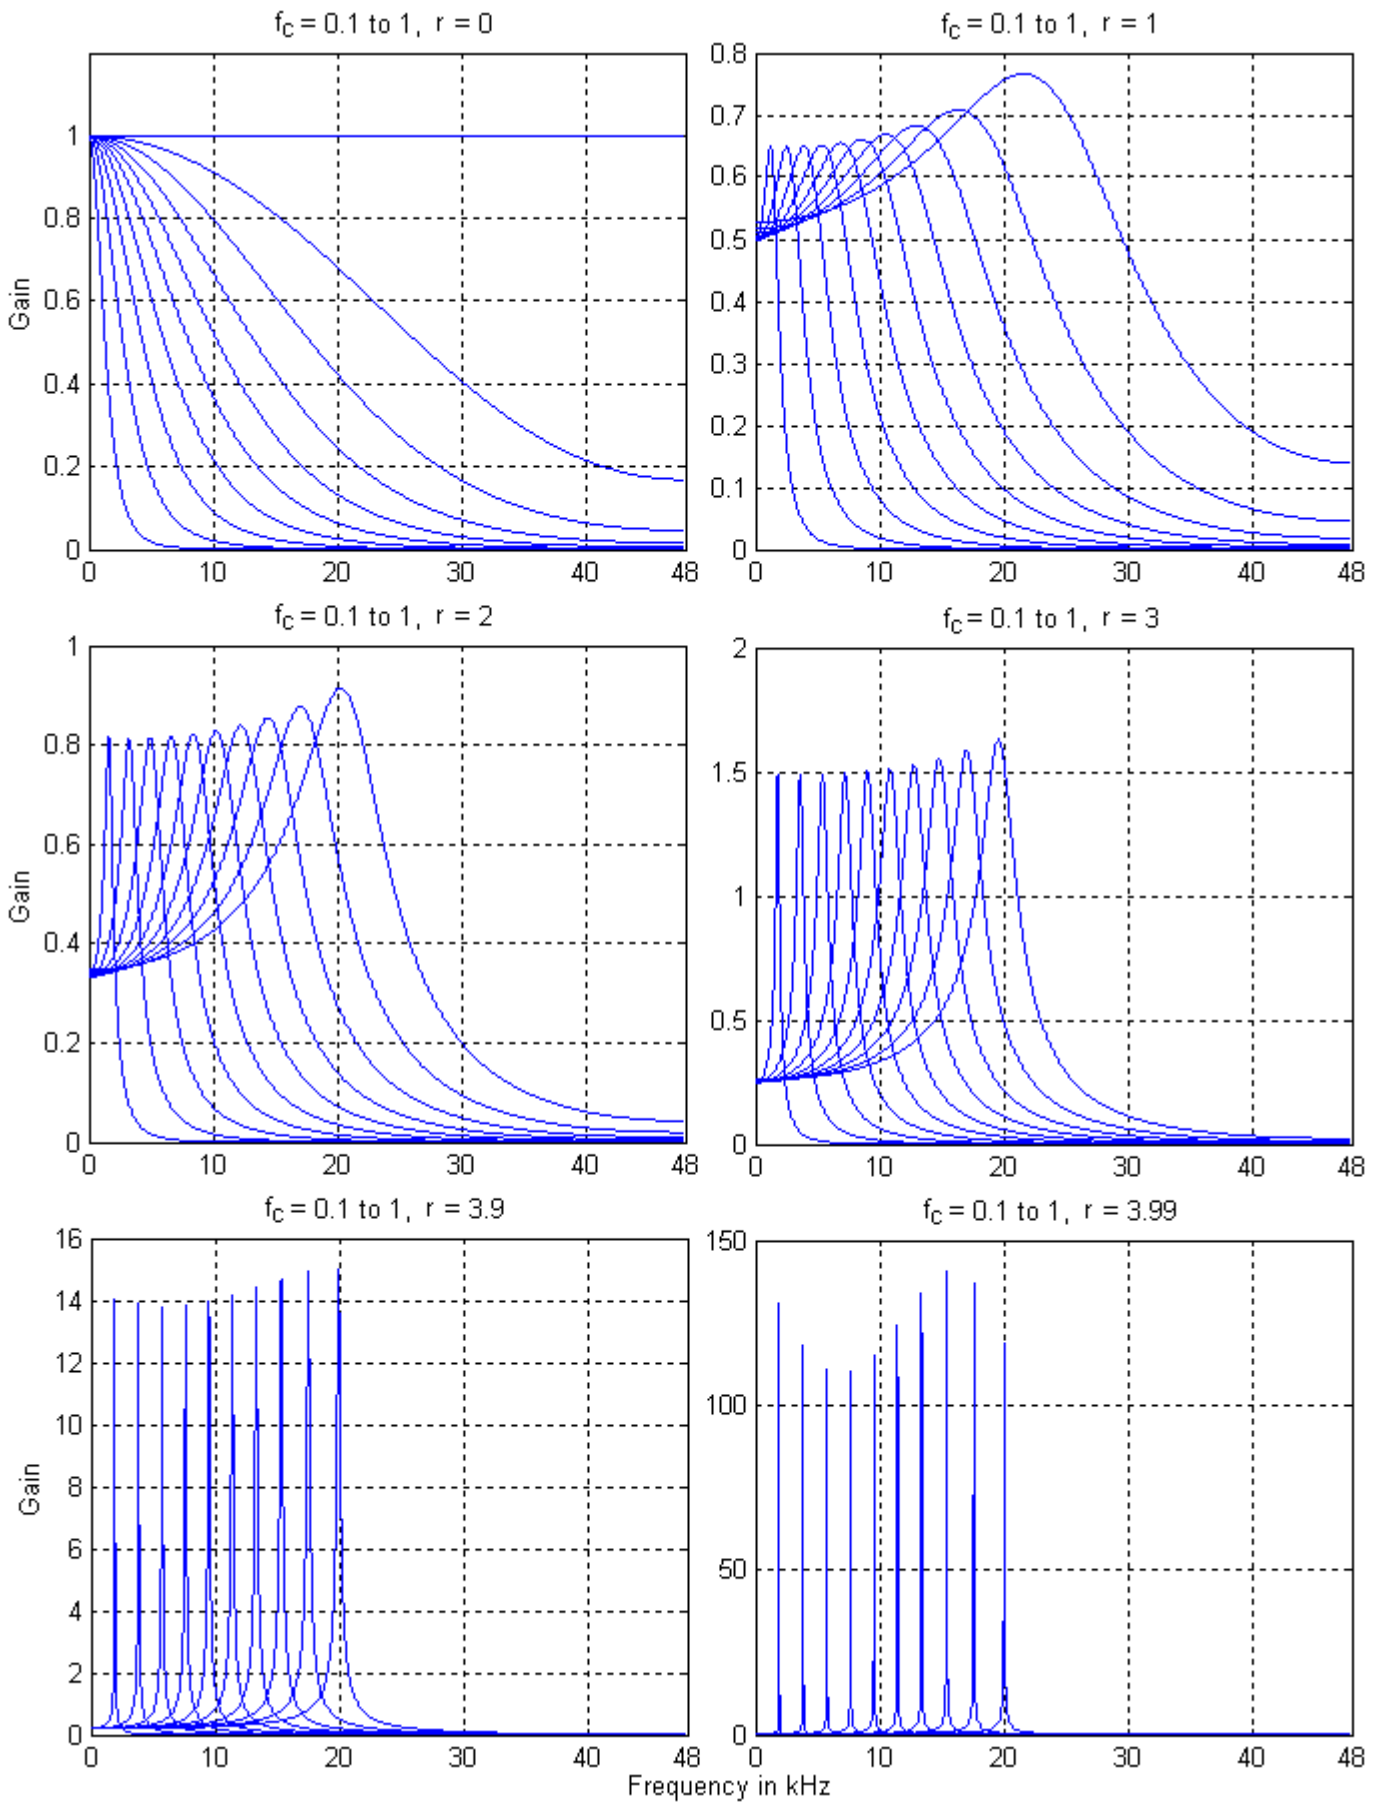 f_c = 0.1 to 1, r = 0
Gain
1
0.8
0.6
0.4
0.2
0
0 10 20 30 40 48
f_c = 0.1 to 1, r = 1
0.8
0.7
0.6
0.5
0.4
0.3
0.2
0.1
0
0 10 20 30 40 48
f_c = 0.1 to 1, r = 2
Gain
1
0.8
0.6
0.4
0.2
0
0 10 20 30 40 48
f_c = 0.1 to 1, r = 3
2
1.5
1
0.5
0
0 10 20 30 40 48
f_c = 0.1 to 1, r = 3.9
Gain
16
14
12
10
8
6
4
2
0
0 10 20 30 40 48
f_c = 0.1 to 1, r = 3.99
150
100
50
0
0 10 20 30 40 48
Frequency in kHz